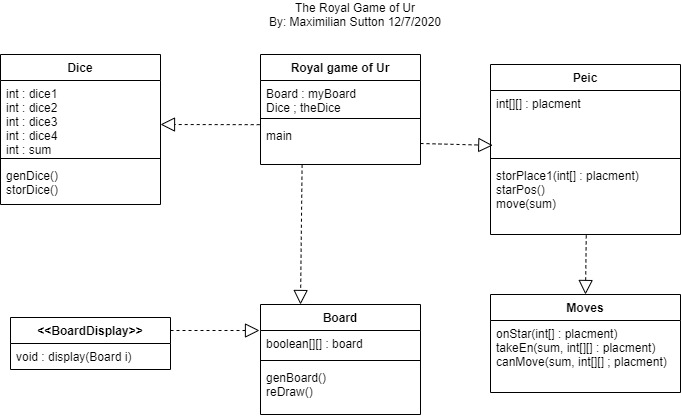 The Royal Game of Ur
By: Maximilian Sutton 12/7/2020
Dice
int : dice1
int : dice2
int : dice3
int : dice4
int : sum
genDice()
storDice()
Royal game of Ur
Board : myBoard
Dice ; theDice
main
Peic
int[][] : placment
storPlace1(int[] : placment)
starPos()
move(sum)
<<BoardDisplay>>
void : display(Board i)
Board
boolean[][] : board
genBoard()
reDraw()
Moves
onStar(int[] : placment)
takeEn(sum, int[][] : placment)
canMove(sum, int[][] ; placment)